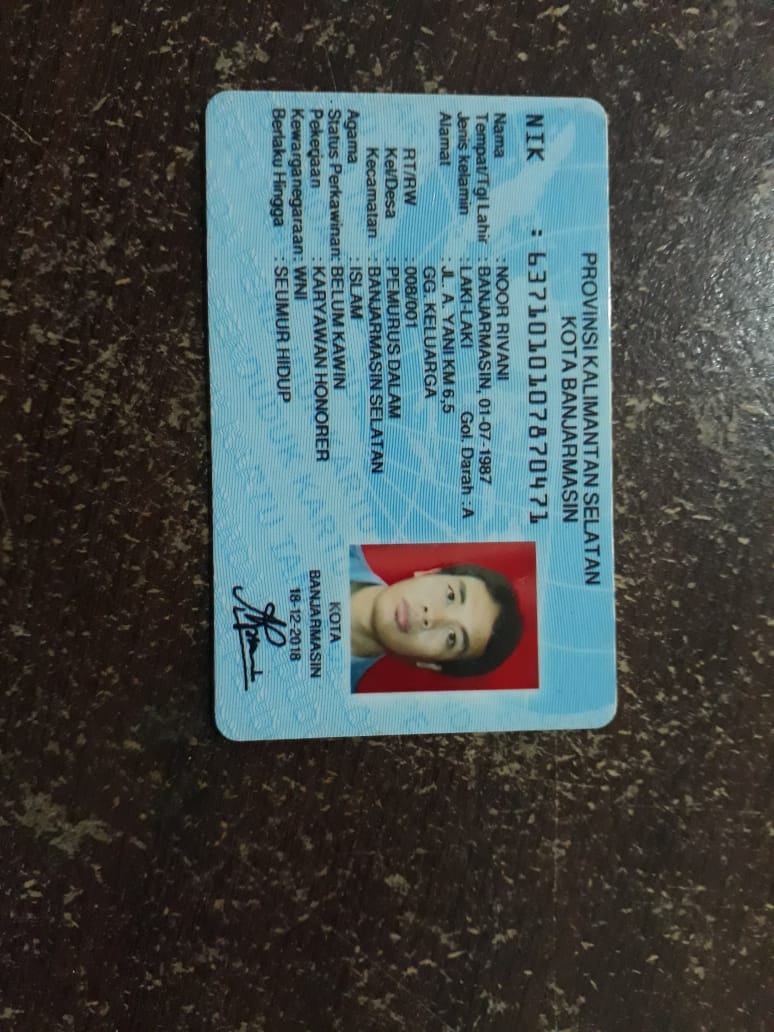 PROVINSI KALIMANTAN SELATAN
KOTA BANJARMASIN
NIK : 6371010107870471
Nama : NOOR RIVANI
Tempat/Tgl Lahir : BANJARMASIN, 01-07-1987
Jenis kelamin : LAKI-LAKI Gol. Darah : A
Alamat : JL. A. YANI KM 6,5
GG. KELUARGA
RT/RW : 008/001
Kel/Desa : PEMURUS DALAM
Kecamatan : BANJARMASIN SELATAN
Agama : ISLAM
Status Perkawinan: BELUM KAWIN
Pekerjaan : KARYAWAN HONORER
Kewarganegaraan: WNI
Berlaku Hingga : SEUMUR HIDUP
KOTA
BANJARMASIN
18-12-2018